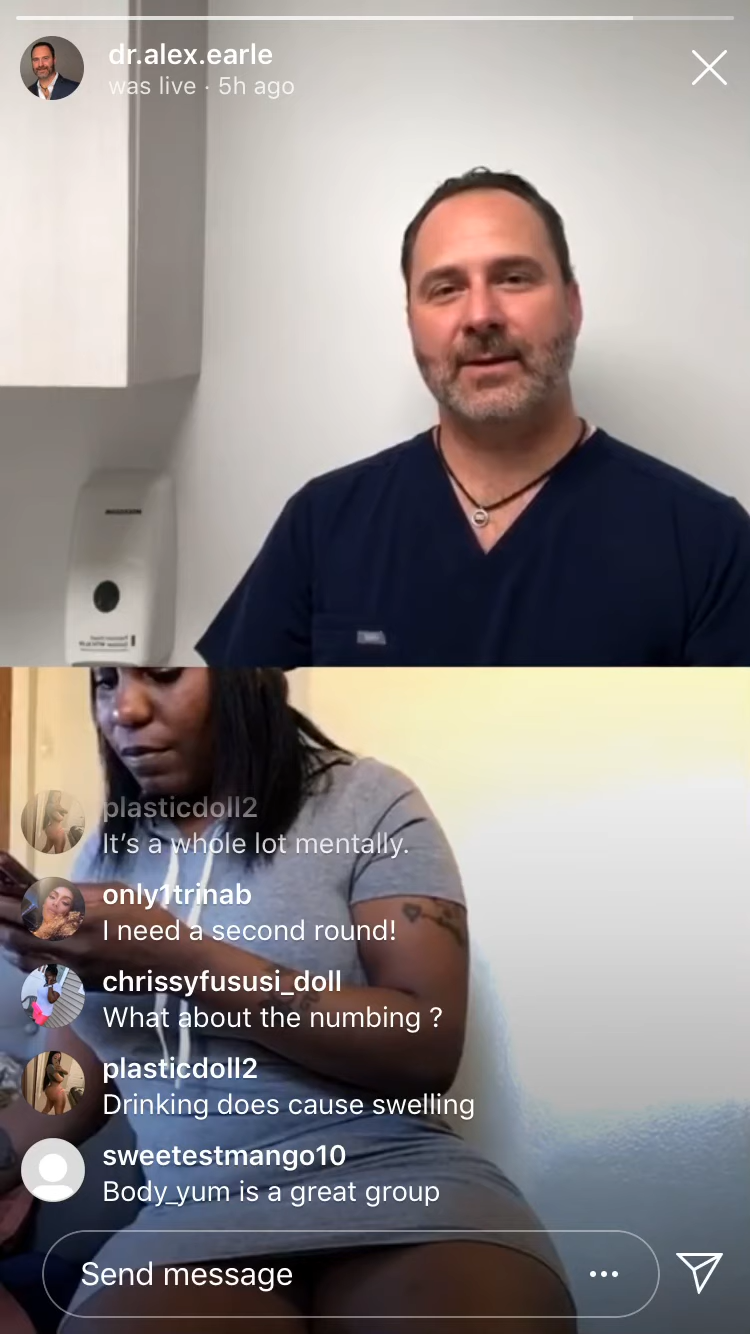 dr.alex.earle
was live · 5h ago
plasticdoll2
It’s a whole lot mentally.
only1trinab
I need a second round!
chrissyfususi_doll
What about the numbing ?
plasticdoll2
Drinking does cause swelling
sweetestmango10
Body_yum is a great group
Send message